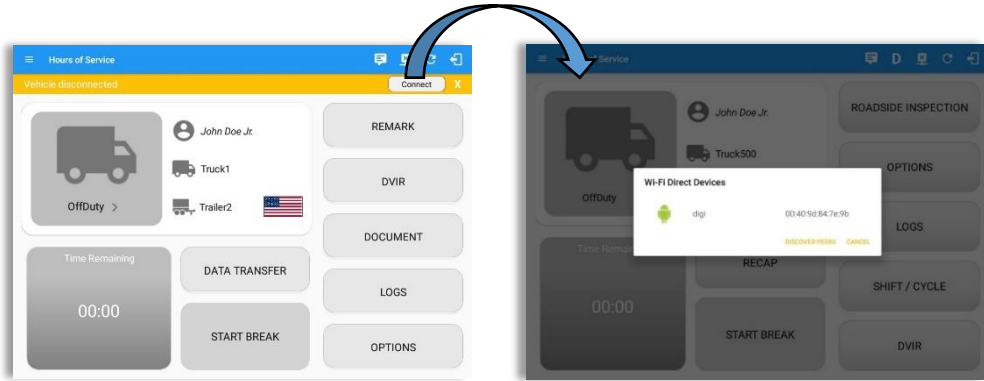 Hours of Service
Vehicle disconnected
Connect
X
John Doe Jr.
Truck1
Trailer2
OffDuty >
REMARK
DVIR
DOCUMENT
LOGS
OPTIONS
Time Remaining
00:00
DATA TRANSFER
START BREAK
Service
D
John Doe Jr.
Truck500
OffDuty
ROADSIDE INSPECTION
OPTIONS
LOGS
SHIFT / CYCLE
DVIR
Wi-Fi Direct Devices
digi
00:40:9d:84:7e:9b
DISCOVER PEERS
CANCEL
Time Remain
00:00
RECAP
START BREAK